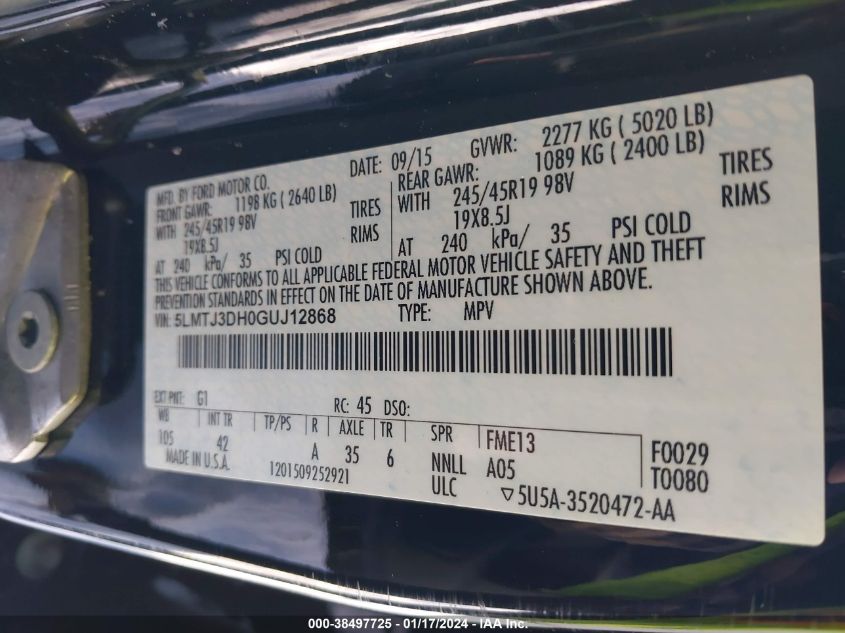 MFD. BY FORD MOTOR CO.
DATE: 09/15
GVWR: 2277 KG ( 5020 LB)
FRONT GAWR: 1198 KG ( 2640 LB)
REAR GAWR: 1089 KG ( 2400 LB)
WITH 245/45R19 98V TIRES
WITH 245/45R19 98V TIRES
19X8.5J RIMS
19X8.5J RIMS
AT 240 kPa/ 35 PSI COLD
AT 240 kPa/ 35 PSI COLD
THIS VEHICLE CONFORMS TO ALL APPLICABLE FEDERAL MOTOR VEHICLE SAFETY AND THEFT
PREVENTION STANDARDS IN EFFECT ON THE DATE OF MANUFACTURE SHOWN ABOVE.
VIN: 5LMTJ3DH0GUJ12868
TYPE: MPV
EXT PNT: G1 RC: 45 DSO:
WB INT TR TP/PS R AXLE TR SPR FME13
105 42 A 35 6 NNLL A05 F0029
MADE IN U.S.A. 1201509252921 ULC T0080
▽5U5A-3520472-AA
000-38497725 - 01/17/2024 - IAA Inc.